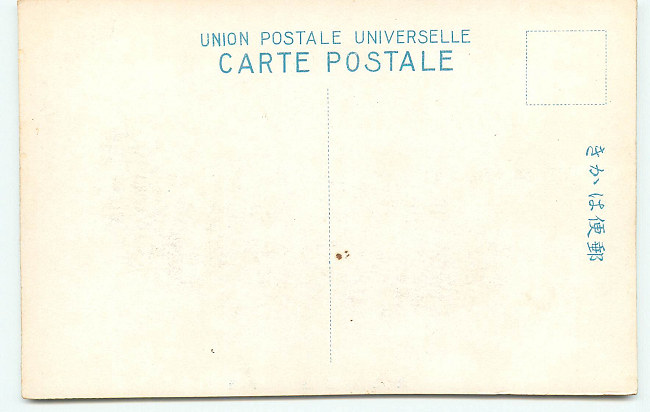 UNION POSTALE UNIVERSELLE
CARTE POSTALE
郵便はかき